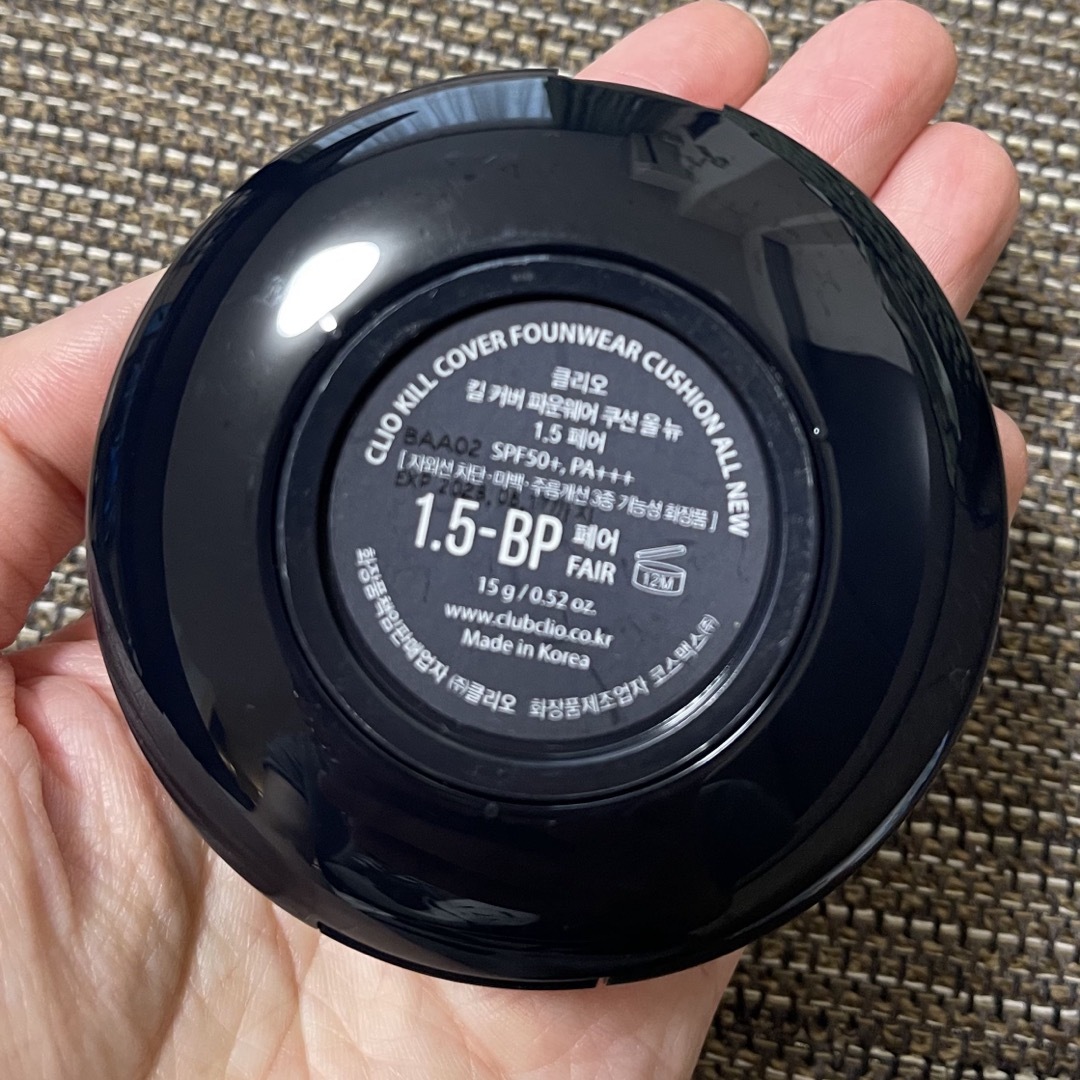 CLIO KILL COVER FOUNWEAR CUSHION ALL NEW
클리오
킬 커버 파운웨어 쿠션 올 뉴
1.5 페어
BAA02
SPF50+, PA+++
[ 자외선 차단·미백·주름개선 3중 기능성 화장품 ]
EXP
1.5-BP 페어
FAIR
12M
15 g / 0.52 oz.
www.clubclio.co.kr
Made in Korea
화장품책임판매업자 ㈜클리오 화장품제조업자 코스맥스㈜